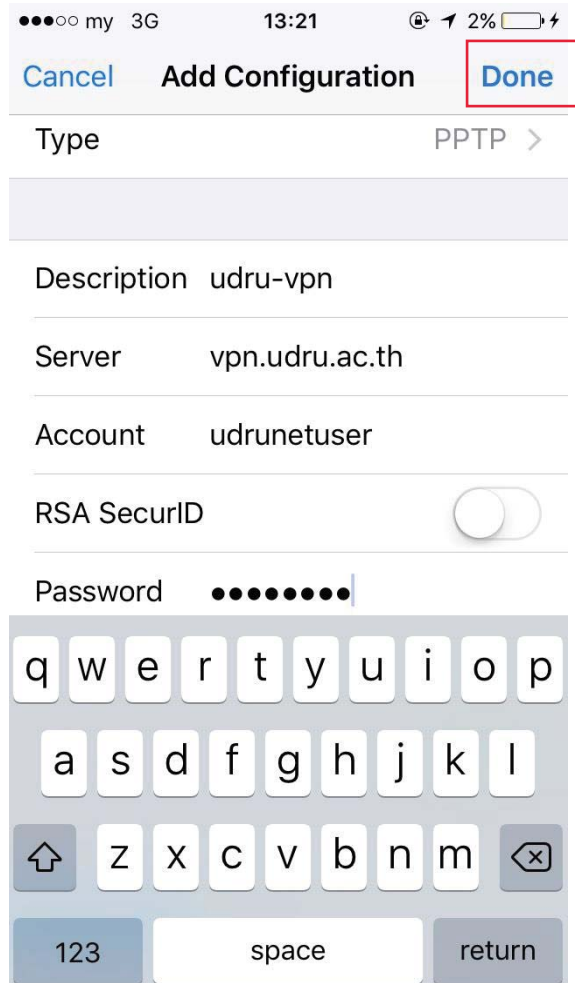 my 3G 13:21 2%
Cancel Add Configuration Done
Type PPTP
Description udru-vpn
Server vpn.udru.ac.th
Account udrunetuser
RSA SecurID
Password ••••••••
q w e r t y u i o p
a s d f g h j k l
z x c v b n m
123 space return